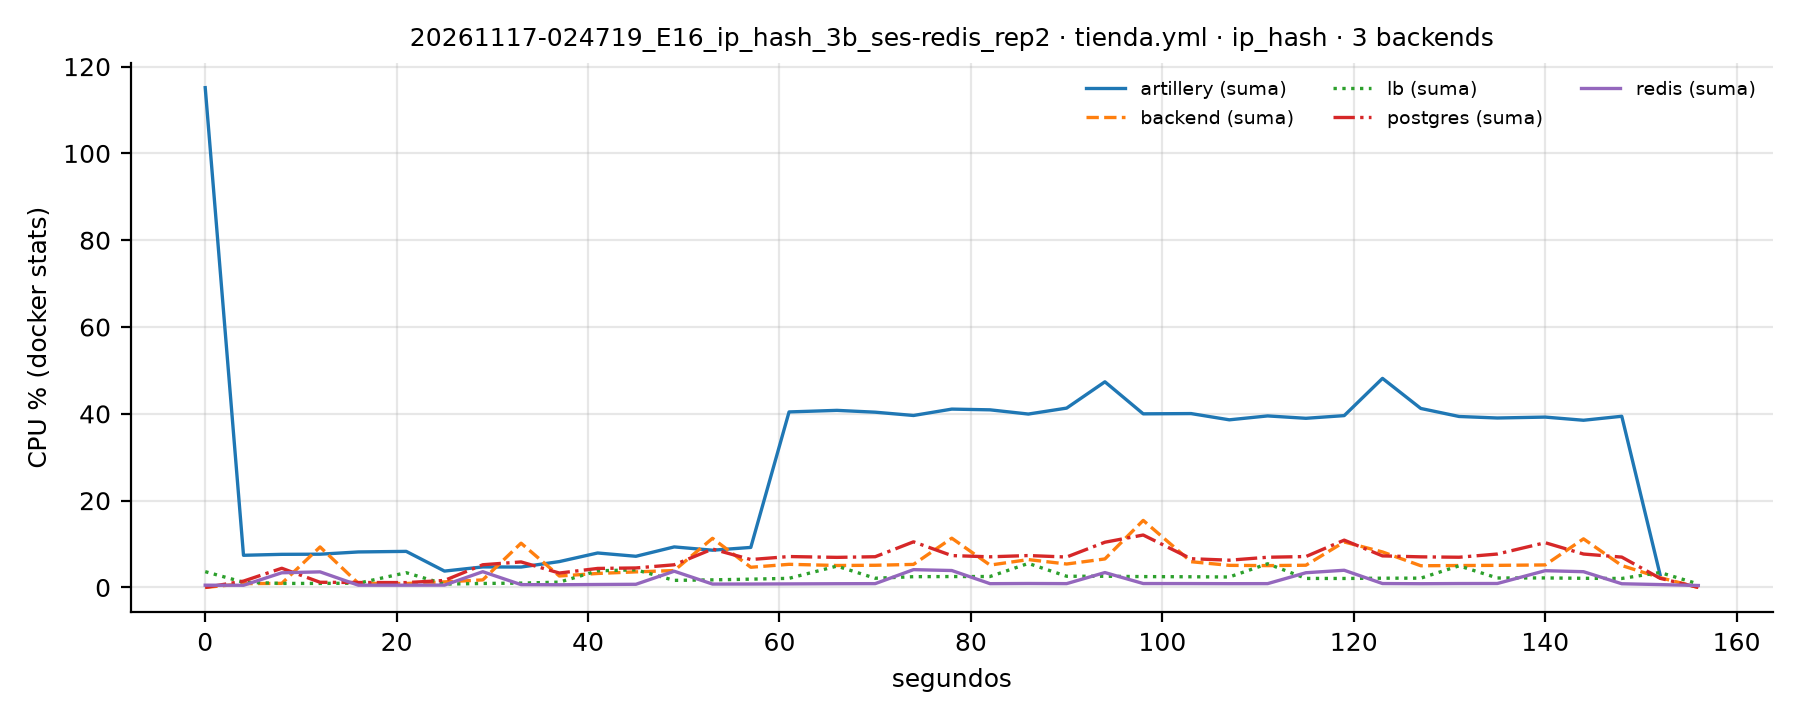 20261117-024719_E16_ip_hash_3b_ses-redis_rep2 · tienda.yml · ip_hash · 3 backends
artillery (suma)
backend (suma)
lb (suma)
postgres (suma)
redis (suma)
CPU % (docker stats)
120
100
80
60
40
20
0
0 20 40 60 80 100 120 140 160
segundos